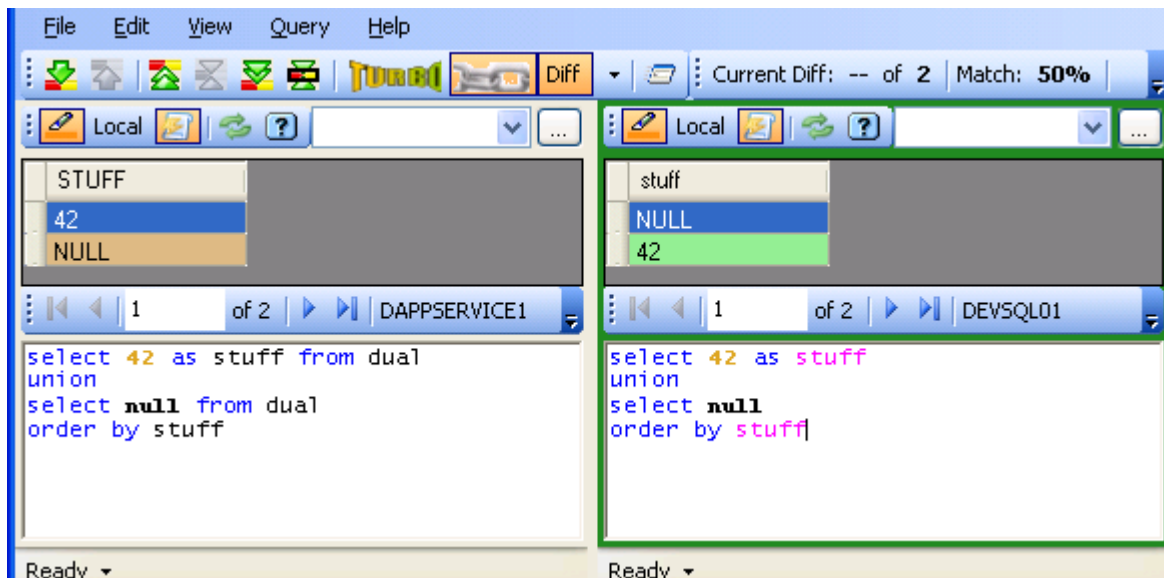 File Edit View Query Help
TURBO Diff Current Diff: -- of 2 Match: 50%
Local ? ...
STUFF
42
NULL
1 of 2 DAPPSERVICE1
select 42 as stuff from dual
union
select null from dual
order by stuff
Ready
Local ? ...
stuff
NULL
42
1 of 2 DEVSQL01
select 42 as stuff
union
select null
order by stuff
Ready